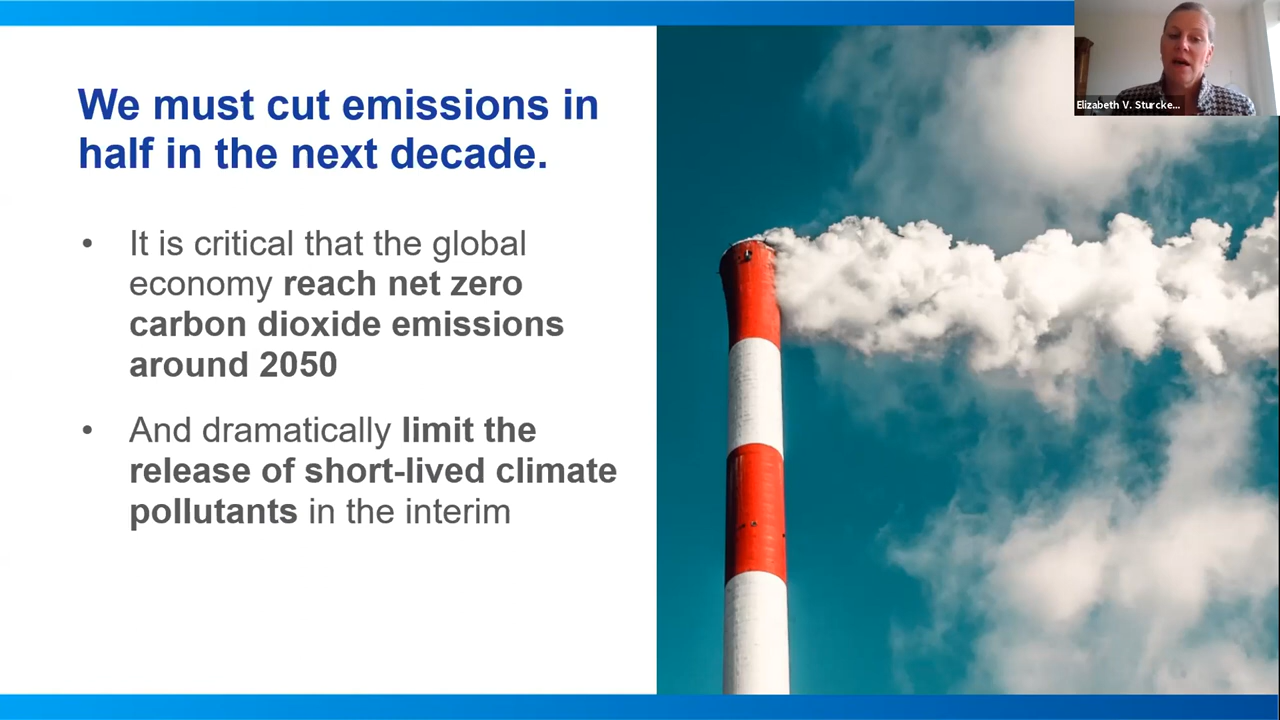 We must cut emissions in
half in the next decade.
• It is critical that the global
economy reach net zero
carbon dioxide emissions
around 2050
• And dramatically limit the
release of short-lived climate
pollutants in the interim
Elizabeth V. Sturcke...